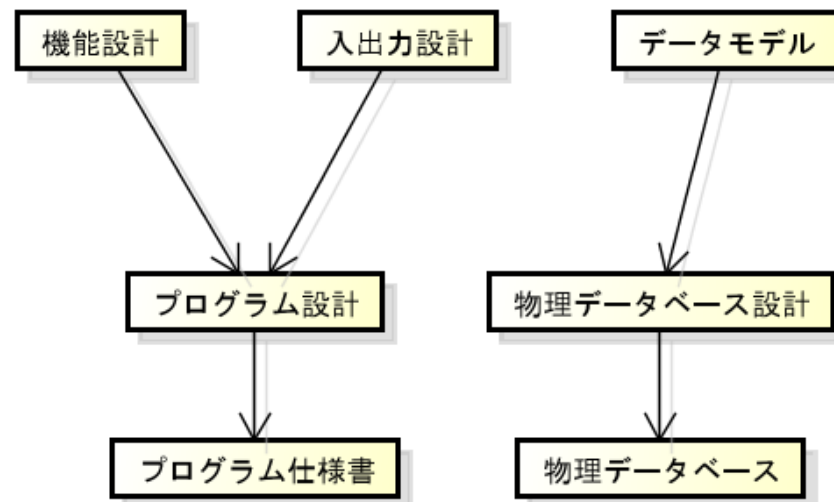 機能設計
入出力設計
データモデル
プログラム設計
物理データベース設計
プログラム仕様書
物理データベース